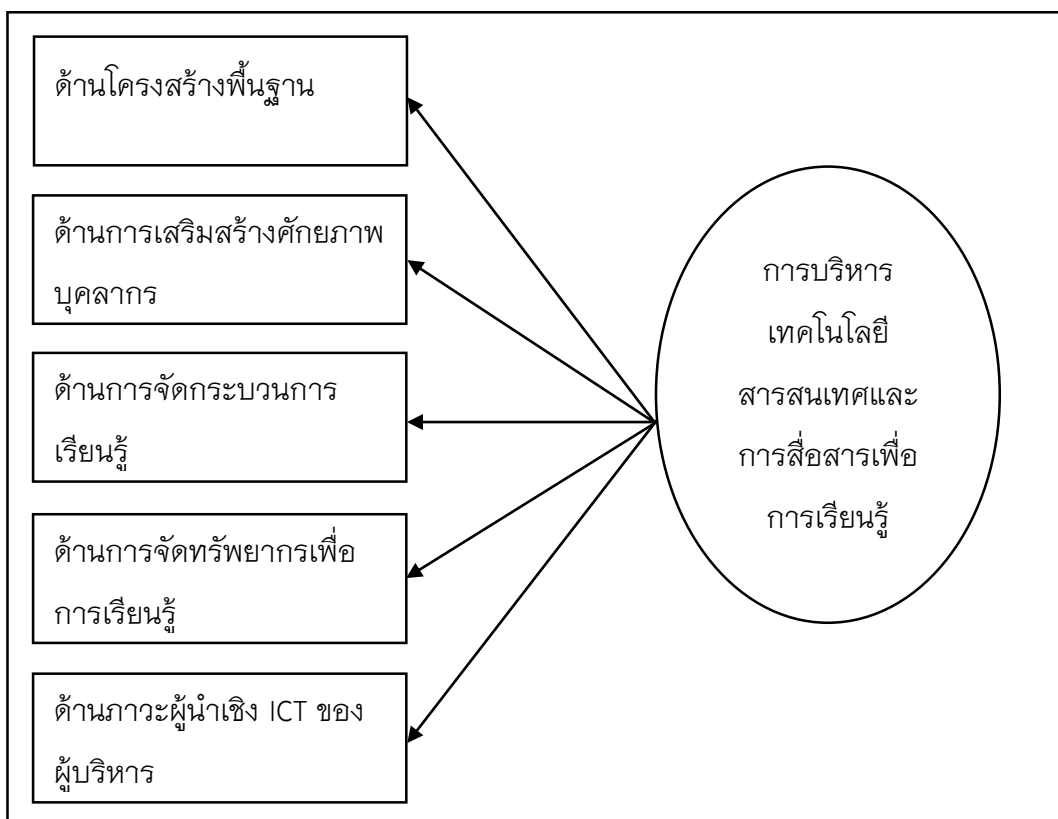 ด้านโครงสร้างพื้นฐาน
ด้านการเสริมสร้างศักยภาพ
บุคลากร
ด้านการจัดกระบวนการ
เรียนรู้
ด้านการจัดทรัพยากรเพื่อ
การเรียนรู้
ด้านภาวะผู้นำเชิง ICT ของ
ผู้บริหาร
การบริหาร
เทคโนโลยี
สารสนเทศและ
การสื่อสารเพื่อ
การเรียนรู้